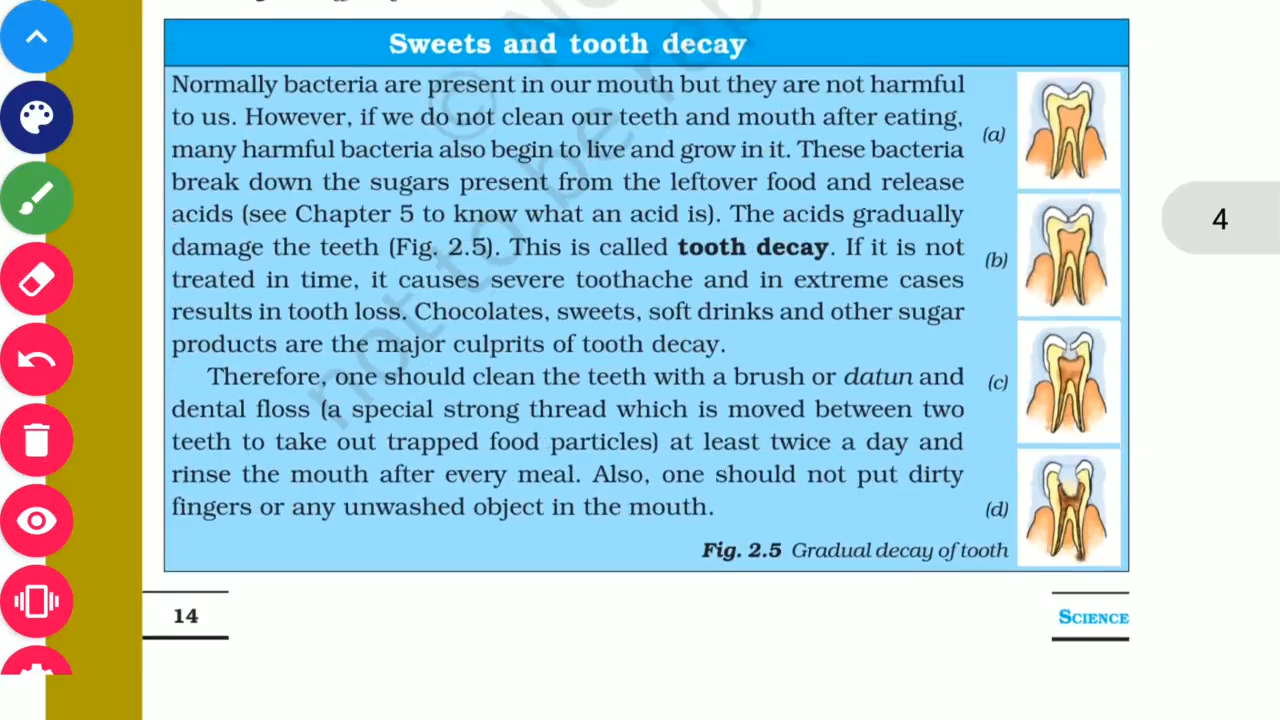 Sweets and tooth decay
Normally bacteria are present in our mouth but they are not harmful
to us. However, if we do not clean our teeth and mouth after eating,
many harmful bacteria also begin to live and grow in it. These bacteria
break down the sugars present from the leftover food and release
acids (see Chapter 5 to know what an acid is). The acids gradually
damage the teeth (Fig. 2.5). This is called tooth decay. If it is not
treated in time, it causes severe toothache and in extreme cases
results in tooth loss. Chocolates, sweets, soft drinks and other sugar
products are the major culprits of tooth decay.
Therefore, one should clean the teeth with a brush or datun and
dental floss (a special strong thread which is moved between two
teeth to take out trapped food particles) at least twice a day and
rinse the mouth after every meal. Also, one should not put dirty
fingers or any unwashed object in the mouth.
(a)
(b)
(c)
(d)
Fig. 2.5 Gradual decay of tooth
14
SCIENCE
4
not to be